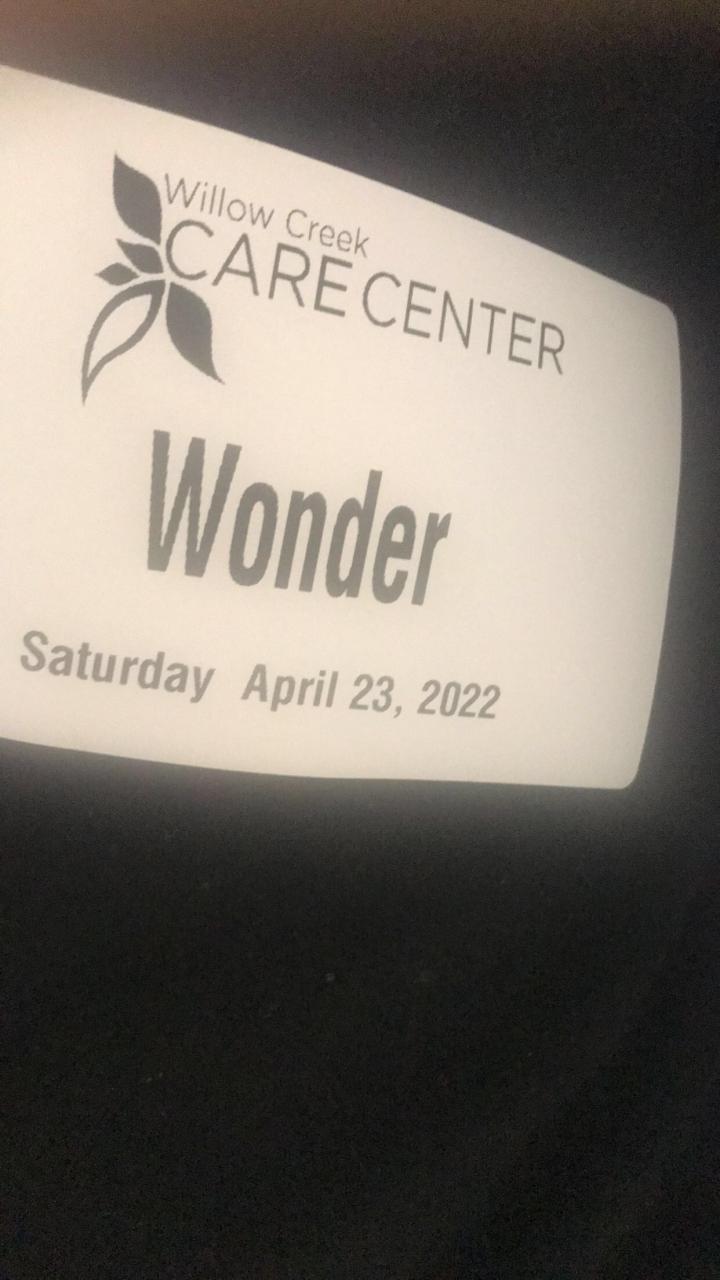 Willow Creek
CARE CENTER
Wonder
Saturday April 23, 2022